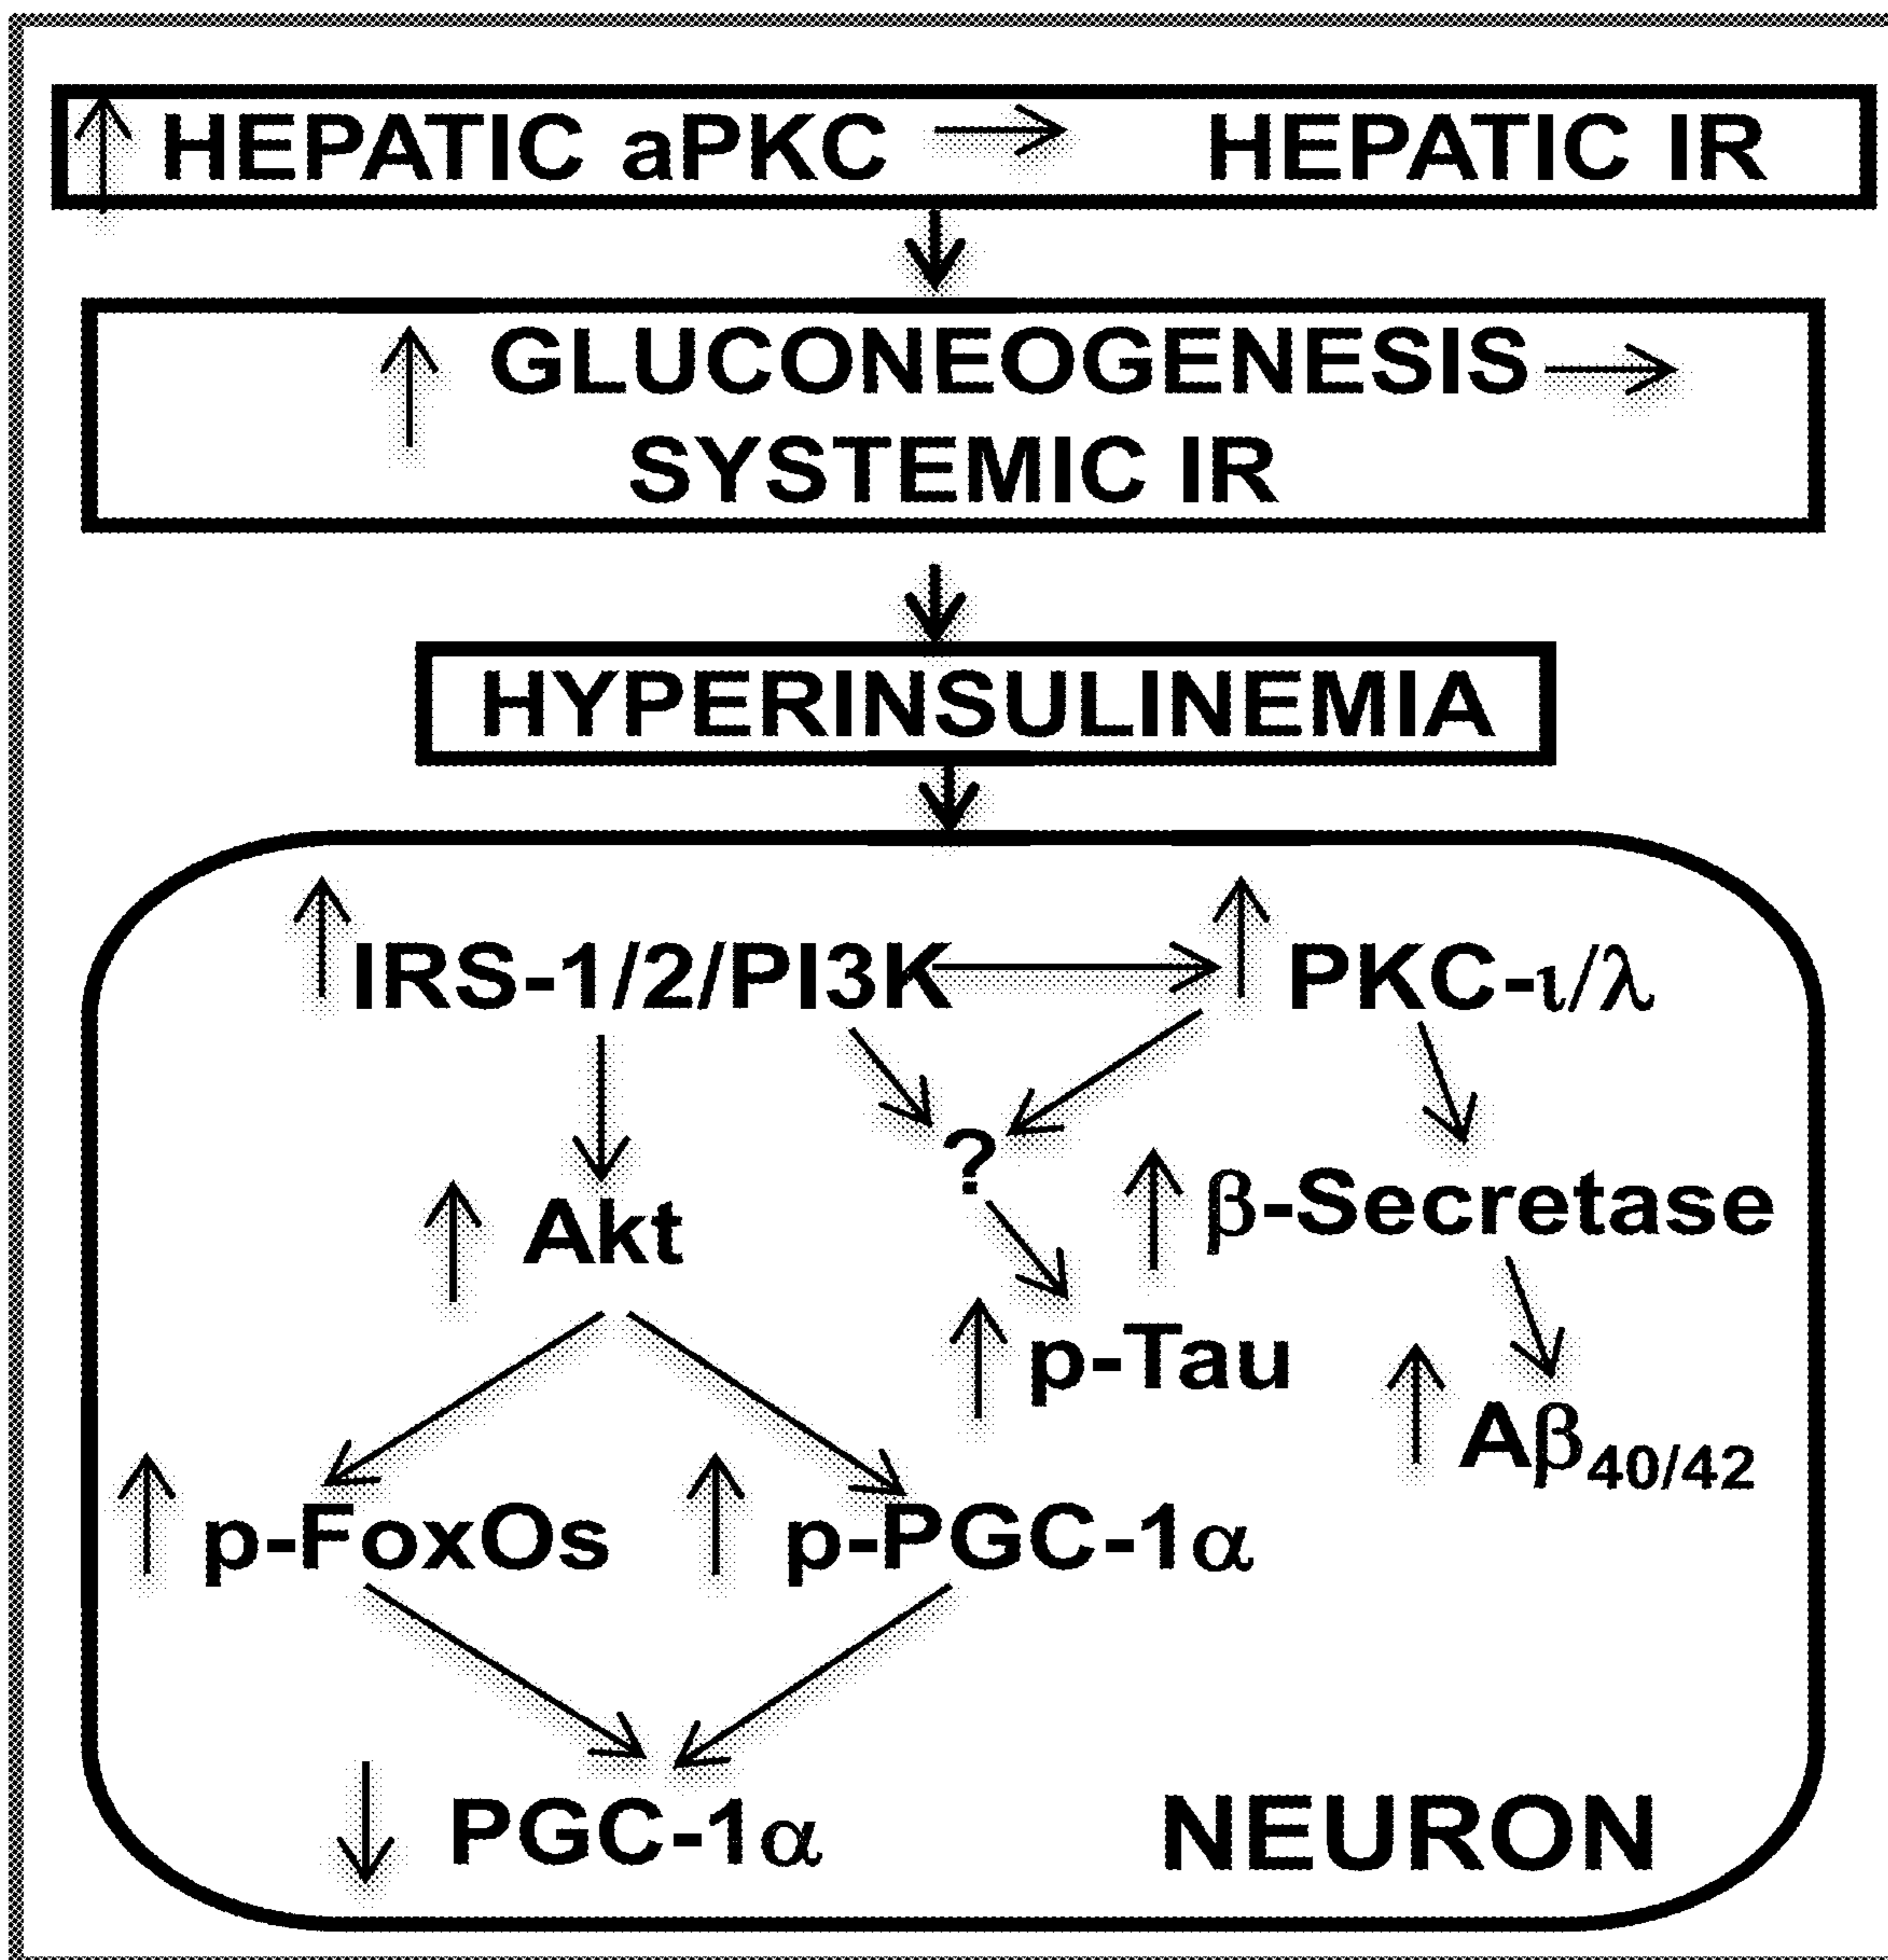 ↑ HEPATIC aPKC → HEPATIC IR
↑ GLUCONEOGENESIS →
SYSTEMIC IR
HYPERINSULINEMIA
↑ IRS-1/2/PI3K → ↑ PKC-ι/λ
?
↑ Akt
↑ β-Secretase
↑ p-Tau
↑ Aβ40/42
↑ p-FoxOs ↑ p-PGC-1α
↓ PGC-1α
NEURON